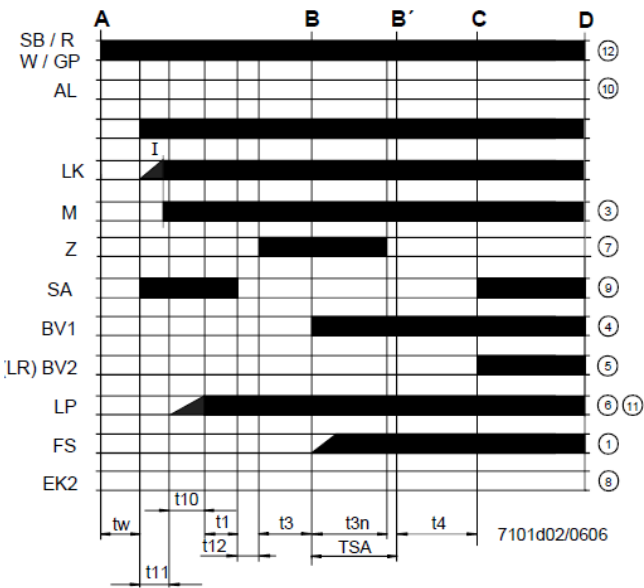 A B B´ C D
SB / R
W / GP 12
AL 10
I
LK
M 3
Z 7
SA 9
BV1 4
(LR) BV2 5
LP 6 11
FS 1
EK2 8
t10
tw t1 t3 t3n t4 7101d02/0606
t12 TSA
t11